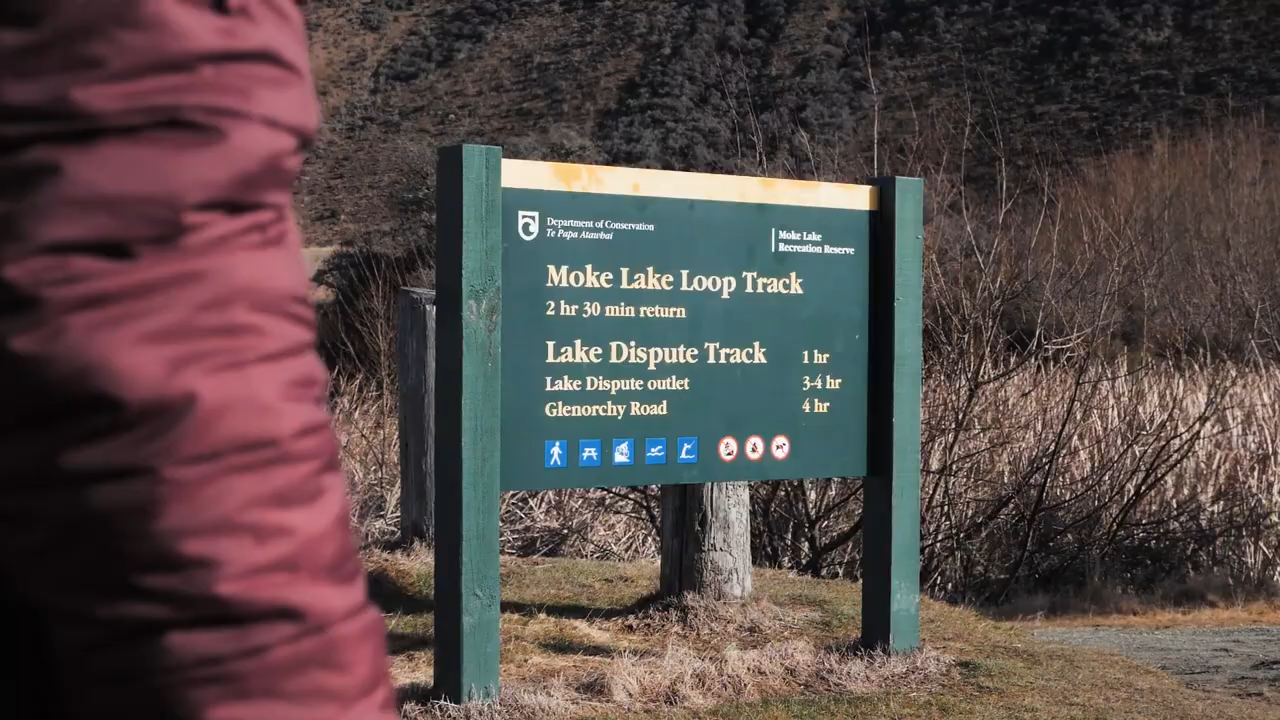 Department of Conservation
Te Papa Atawbai
Moke Lake
Recreation Reserve
Moke Lake Loop Track
2 hr 30 min return
Lake Dispute Track 1 hr
Lake Dispute outlet 3-4 hr
Glenorchy Road 4 hr